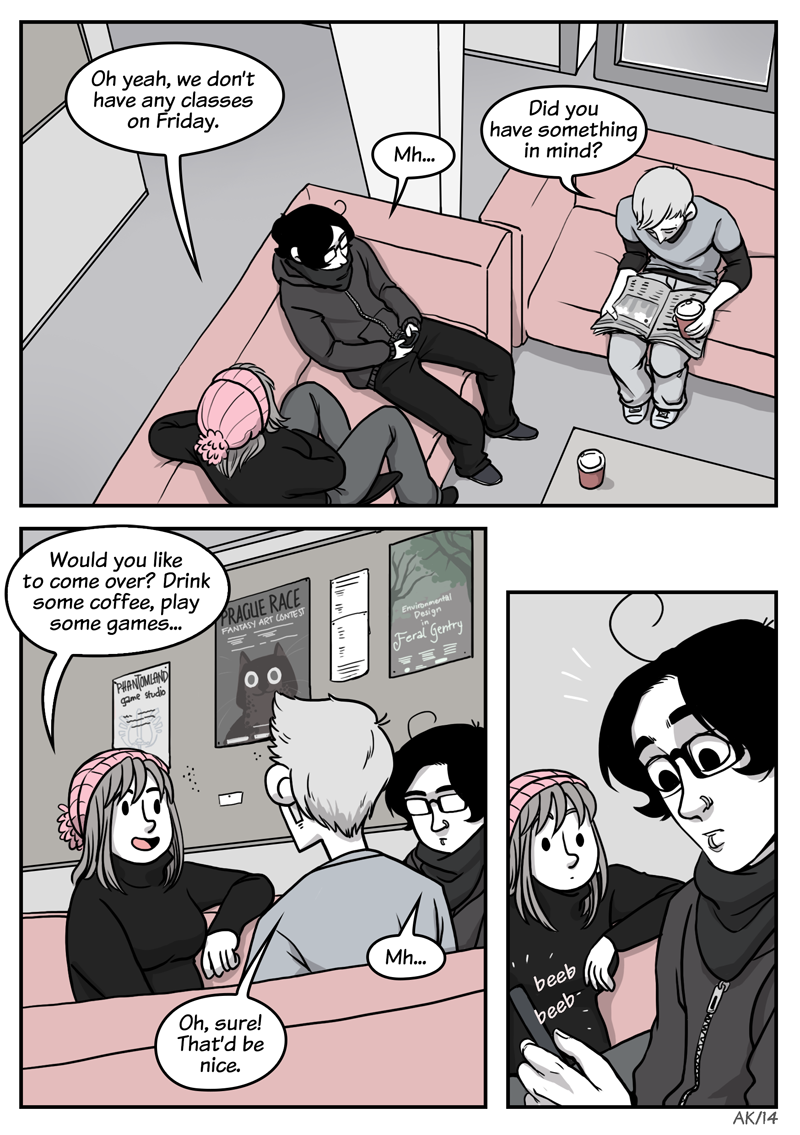 Oh yeah, we don't
have any classes
on Friday.
Mh...
Did you
have something
in mind?
Would you like
to come over? Drink
some coffee, play
some games...
PHANTOMLAND
game studio
PRAGUE RACE
FANTASY ART CONTEST
Environmental
Design
in
Feral Gentry
Mh...
Oh, sure!
That'd be
nice.
beeb
beeb-
AK/14